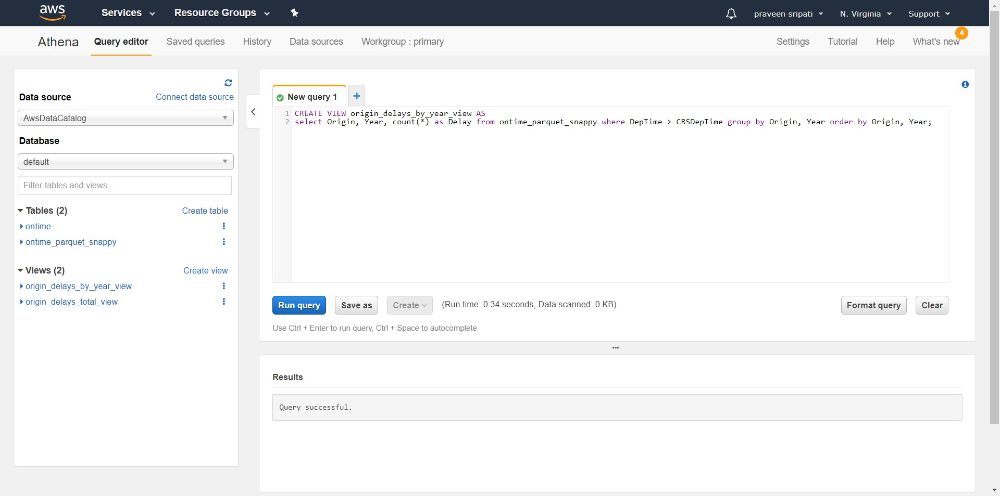 aws
Services
Resource Groups
praveen sripati
N. Virginia
Support
Athena
Query editor
Saved queries
History
Data sources
Workgroup : primary
Settings
Tutorial
Help
What's new
4
Data source
Connect data source
AwsDataCatalog
Database
default
Filter tables and views...
Tables (2)
Create table
ontime
ontime_parquet_snappy
Views (2)
Create view
origin_delays_by_year_view
origin_delays_total_view
New query 1
+
1 CREATE VIEW origin_delays_by_year_view AS
2 select Origin, Year, count(*) as Delay from ontime_parquet_snappy where DepTime > CRSDepTime group by Origin, Year order by Origin, Year;
Run query
Save as
Create
(Run time: 0.34 seconds, Data scanned: 0 KB)
Format query
Clear
Use Ctrl + Enter to run query, Ctrl + Space to autocomplete
Results
Query successful.